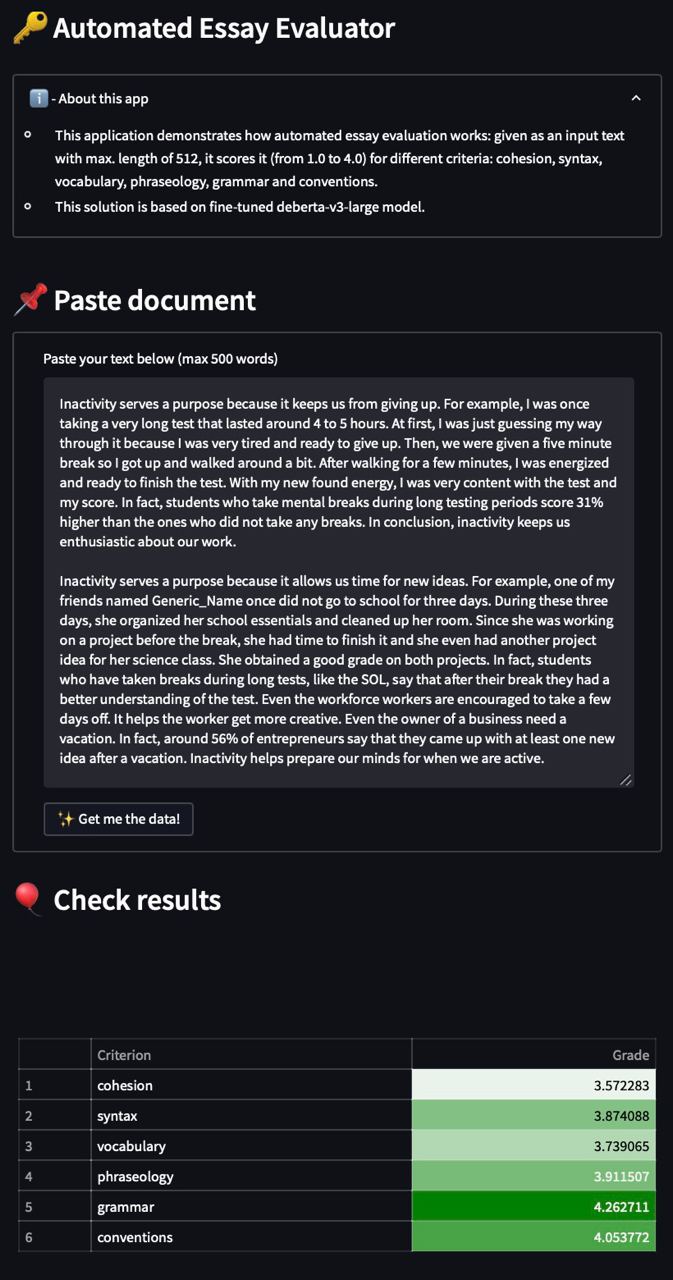 Automated Essay Evaluator
- About this app
This application demonstrates how automated essay evaluation works: given as an input text
with max. length of 512, it scores it (from 1.0 to 4.0) for different criteria: cohesion, syntax,
vocabulary, phraseology, grammar and conventions.
This solution is based on fine-tuned deberta-v3-large model.
Paste document
Paste your text below (max 500 words)
Inactivity serves a purpose because it keeps us from giving up. For example, I was once
taking a very long test that lasted around 4 to 5 hours. At first, I was just guessing my way
through it because I was very tired and ready to give up. Then, we were given a five minute
break so I got up and walked around a bit. After walking for a few minutes, I was energized
and ready to finish the test. With my new found energy, I was very content with the test and
my score. In fact, students who take mental breaks during long testing periods score 31%
higher than the ones who did not take any breaks. In conclusion, inactivity keeps us
enthusiastic about our work.
Inactivity serves a purpose because it allows us time for new ideas. For example, one of my
friends named Generic_Name once did not go to school for three days. During these three
days, she organized her school essentials and cleaned up her room. Since she was working
on a project before the break, she had time to finish it and she even had another project
idea for her science class. She obtained a good grade on both projects. In fact, students
who have taken breaks during long tests, like the SOL, say that after their break they had a
better understanding of the test. Even the workforce workers are encouraged to take a few
days off. It helps the worker get more creative. Even the owner of a business need a
vacation. In fact, around 56% of entrepreneurs say that they came up with at least one new
idea after a vacation. Inactivity helps prepare our minds for when we are active.
Get me the data!
Check results
Criterion Grade
1 cohesion 3.572283
2 syntax 3.874088
3 vocabulary 3.739065
4 phraseology 3.911507
5 grammar 4.262711
6 conventions 4.053772